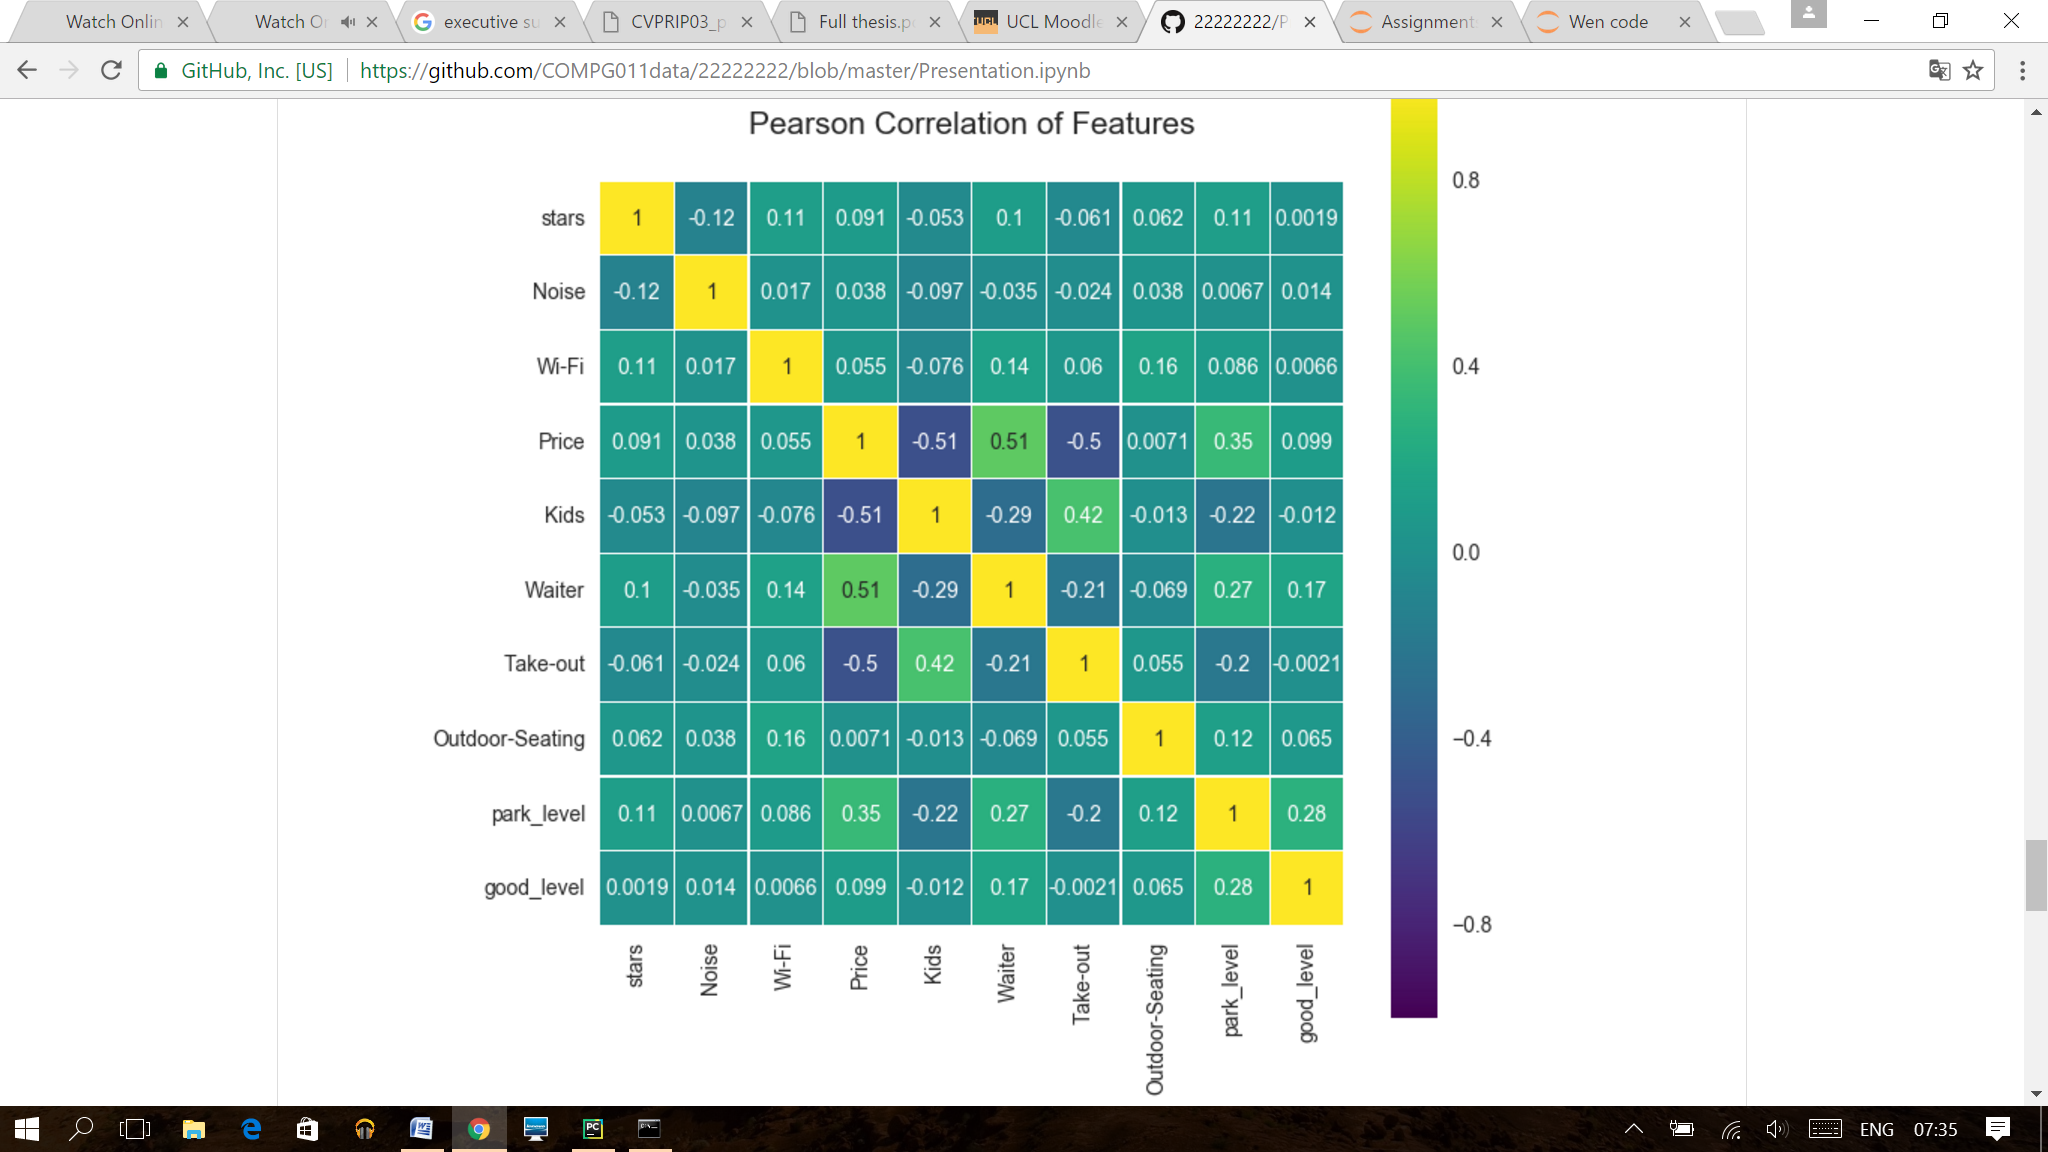 Watch Onlin
Watch O
executive su
CVPRIP03_p
Full thesis.p
UCL Moodle
22222222/P
Assignment
Wen code
GitHub, Inc. [US] https://github.com/COMPG011data/22222222/blob/master/Presentation.ipynb
Pearson Correlation of Features
stars 1 -0.12 0.11 0.091 -0.053 0.1 -0.061 0.062 0.11 0.0019
Noise -0.12 1 0.017 0.038 -0.097 -0.035 -0.024 0.038 0.0067 0.014
Wi-Fi 0.11 0.017 1 0.055 -0.076 0.14 0.06 0.16 0.086 0.0066
Price 0.091 0.038 0.055 1 -0.51 0.51 -0.5 0.0071 0.35 0.099
Kids -0.053 -0.097 -0.076 -0.51 1 -0.29 0.42 -0.013 -0.22 -0.012
Waiter 0.1 -0.035 0.14 0.51 -0.29 1 -0.21 -0.069 0.27 0.17
Take-out -0.061 -0.024 0.06 -0.5 0.42 -0.21 1 0.055 -0.2 -0.0021
Outdoor-Seating 0.062 0.038 0.16 0.0071 -0.013 -0.069 0.055 1 0.12 0.065
park_level 0.11 0.0067 0.086 0.35 -0.22 0.27 -0.2 0.12 1 0.28
good_level 0.0019 0.014 0.0066 0.099 -0.012 0.17 -0.0021 0.065 0.28 1
stars
Noise
Wi-Fi
Price
Kids
Waiter
Take-out
Outdoor-Seating
park_level
good_level
0.8
0.4
0.0
−0.4
−0.8
ENG 07:35